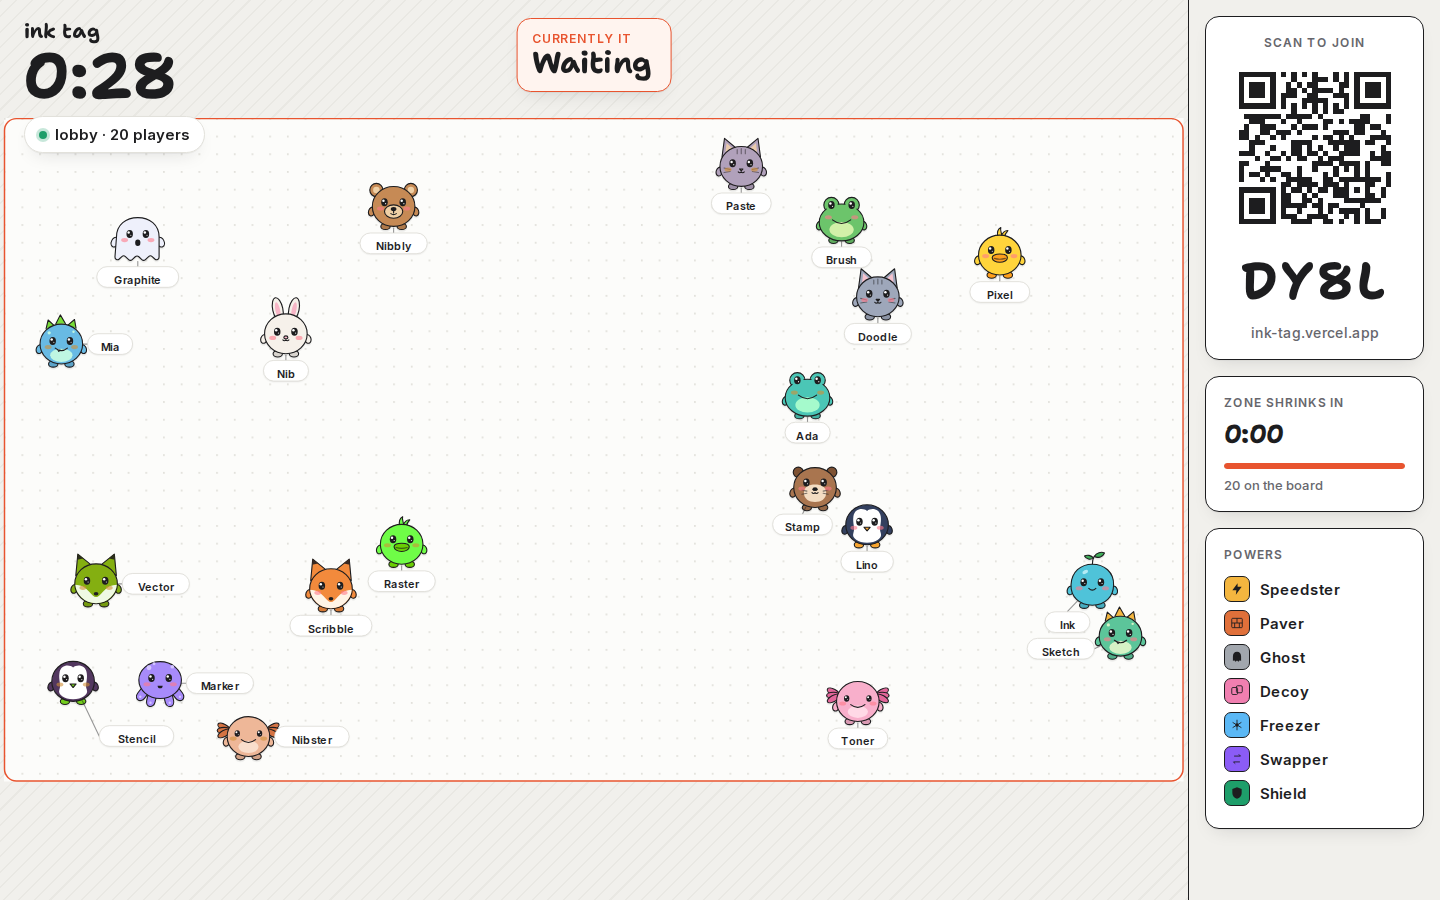 ink tag
0:28
CURRENTLY IT
Waiting
lobby · 20 players
Paste
Nibbly
Brush
Graphite
Pixel
Doodle
Mia
Nib
Ada
Stamp
Lino
Raster
Vector
Scribble
Ink
Sketch
Marker
Stencil
Nibster
Toner
SCAN TO JOIN
DY8L
ink-tag.vercel.app
ZONE SHRINKS IN
0:00
20 on the board
POWERS
Speedster
Paver
Ghost
Decoy
Freezer
Swapper
Shield